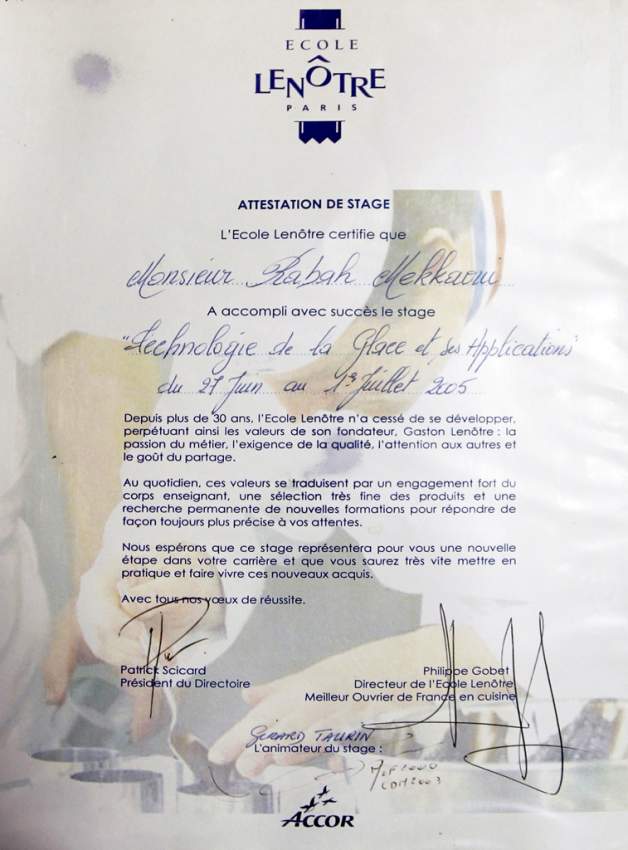 ECOLE
LENÔTRE
PARIS
ATTESTATION DE STAGE
L'Ecole Lenôtre certifie que
Monsieur Rabah Mekkaoui
A accompli avec succès le stage
"Technologie de la Glace et ses Applications"
du 27 Juin au 1er Juillet 2005
Depuis plus de 30 ans, l'Ecole Lenôtre n'a cessé de se développer,
perpétuant ainsi les valeurs de son fondateur, Gaston Lenôtre : la
passion du métier, l'exigence de la qualité, l'attention aux autres et
le goût du partage.
Au quotidien, ces valeurs se traduisent par un engagement fort du
corps enseignant, une sélection très fine des produits et une
recherche permanente de nouvelles formations pour répondre de
façon toujours plus précise à vos attentes.
Nous espérons que ce stage représentera pour vous une nouvelle
étape dans votre carrière et que vous saurez très vite mettre en
pratique et faire vivre ces nouveaux acquis.
Avec tous nos vœux de réussite.
Patrick Scicard
Président du Directoire
Philippe Gobet
Directeur de l'Ecole Lenôtre
Meilleur Ouvrier de France en cuisine
Gérard TAURIN
L'animateur du stage :
MOF 2000
CDM 2003
ACCOR